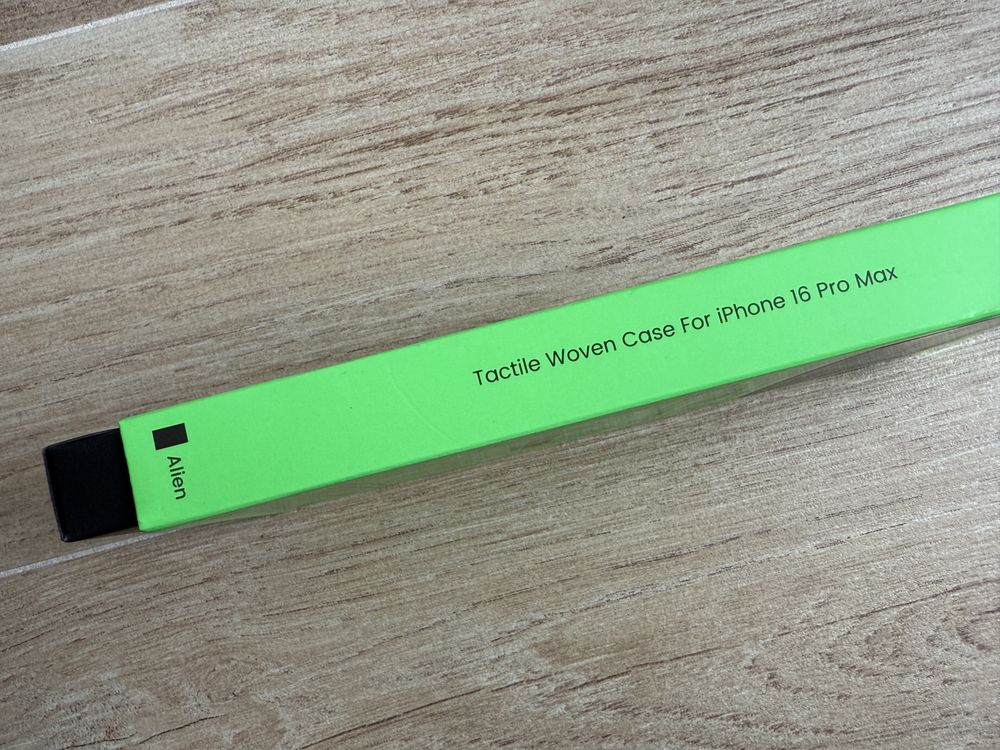 Tactile Woven Case For iPhone 16 Pro Max
Alien